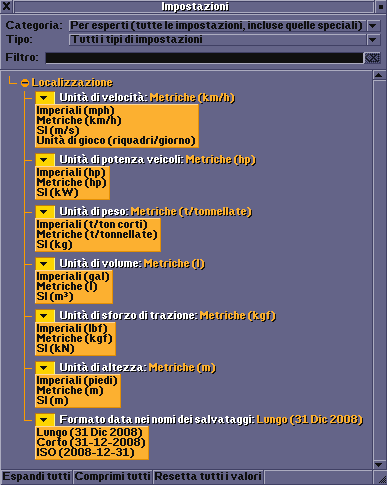 Impostazioni
Categoria: Per esperti (tutte le impostazioni, incluse quelle speciali)
Tipo: Tutti i tipi di impostazioni
Filtro:
Localizzazione
Unità di velocità: Metriche (km/h)
Imperiali (mph)
Metriche (km/h)
SI (m/s)
Unità di gioco (riquadri/giorno)
Unità di potenza veicoli: Metriche (hp)
Imperiali (hp)
Metriche (hp)
SI (kW)
Unità di peso: Metriche (t/tonnellate)
Imperiali (t/ton corti)
Metriche (t/tonnellate)
SI (kg)
Unità di volume: Metriche (l)
Imperiali (gal)
Metriche (l)
SI (m³)
Unità di sforzo di trazione: Metriche (kgf)
Imperiali (lbf)
Metriche (kgf)
SI (kN)
Unità di altezza: Metriche (m)
Imperiali (piedi)
Metriche (m)
SI (m)
Formato data nei nomi dei salvataggi: Lungo (31 Dic 2008)
Lungo (31 Dic 2008)
Corto (31-12-2008)
ISO (2008-12-31)
Espandi tutti Comprimi tutti Resetta tutti i valori